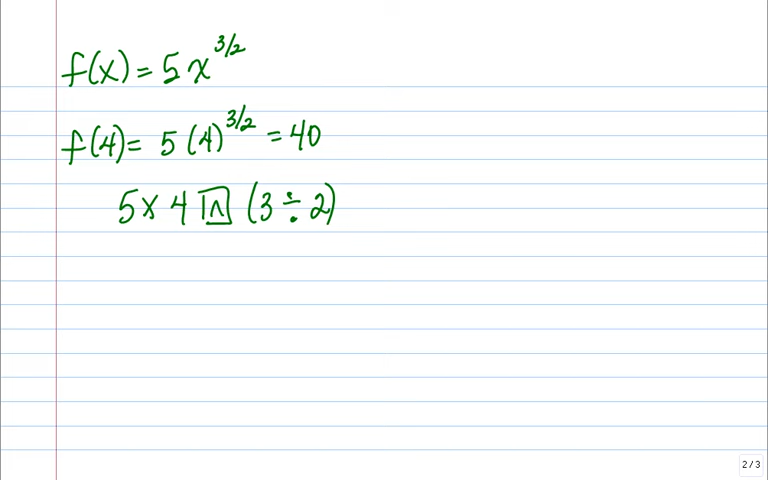 f(x) = 5x^{3/2}
f(4) = 5(4)^{3/2} = 40
5 × 4 [^] (3 ÷ 2)
2 / 3